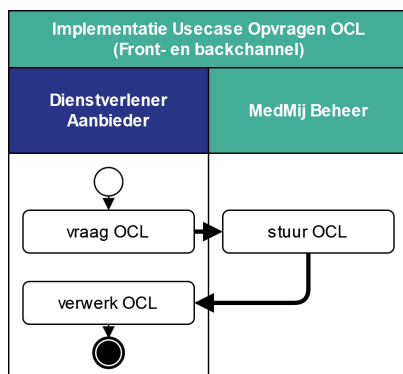 Implementatie Usecase Opvragen OCL
(Front- en backchannel)
Dienstverlener
Aanbieder
MedMij Beheer
vraag OCL
stuur OCL
verwerk OCL